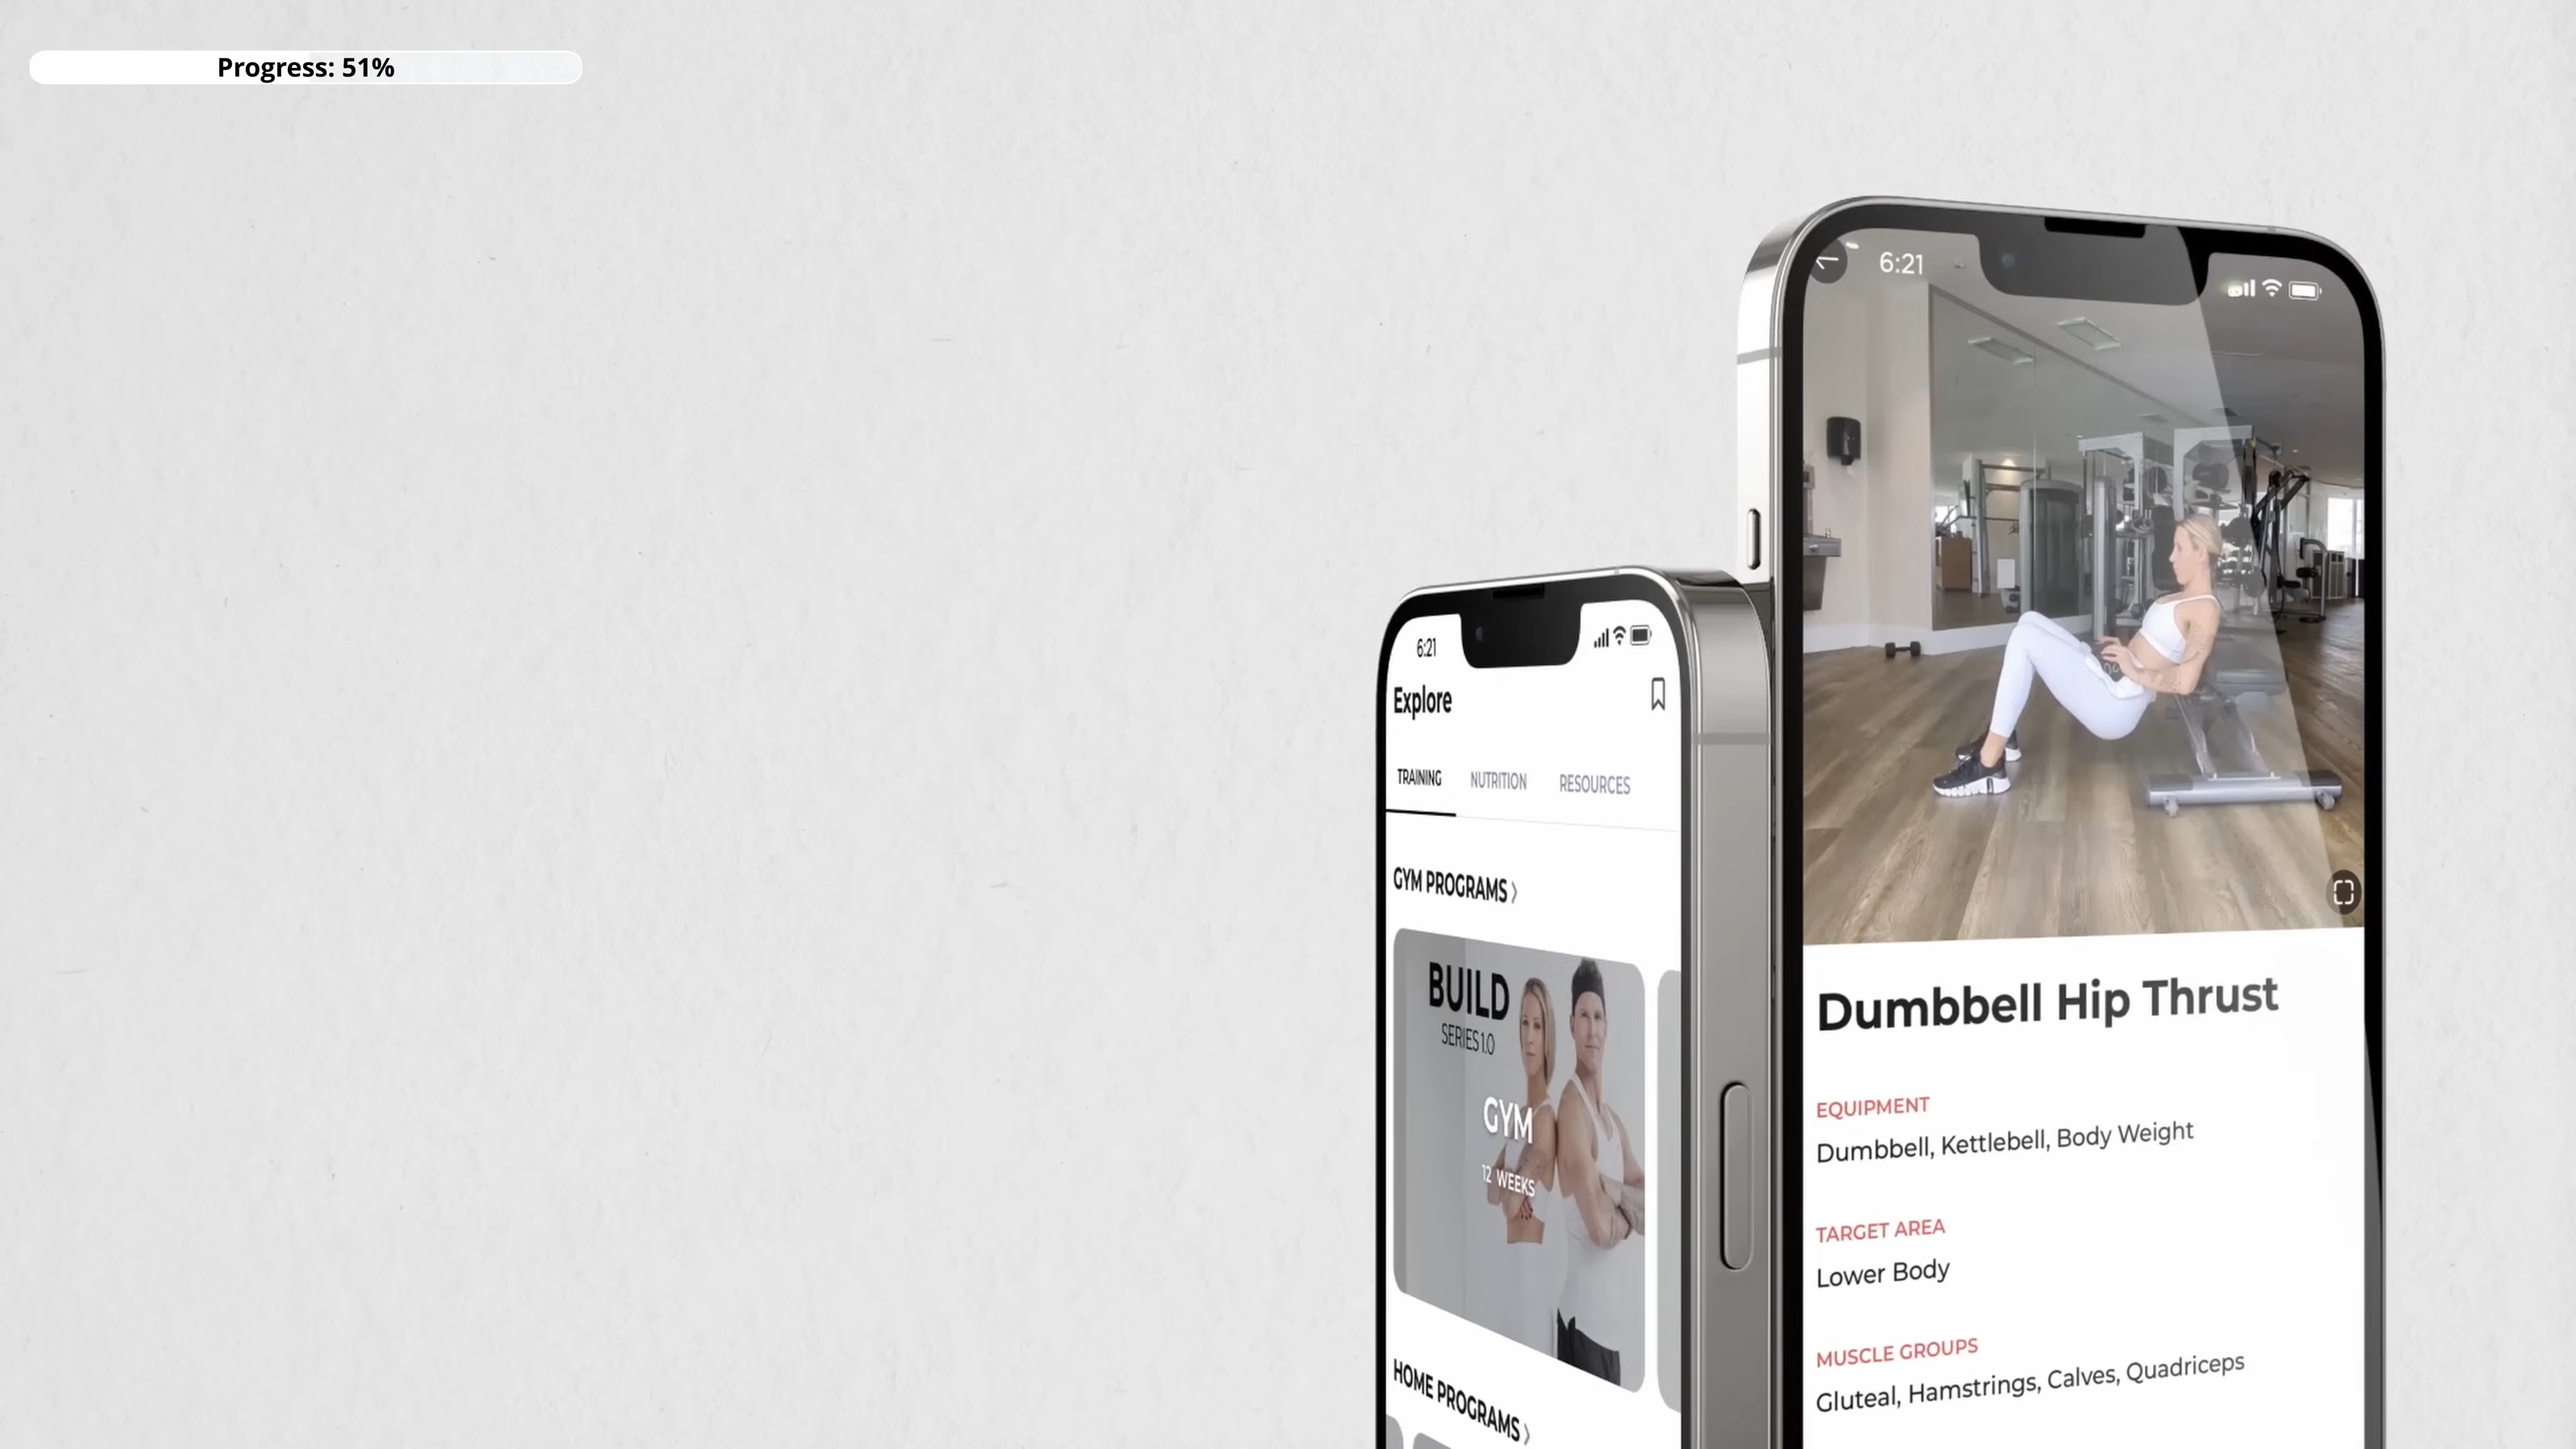 Progress: 51%
6:21
Explore
TRAINING NUTRITION RESOURCES
GYM PROGRAMS >
BUILD
SERIES 1.0
GYM
12 WEEKS
HOME PROGRAMS >
6:21
Dumbbell Hip Thrust
EQUIPMENT
Dumbbell, Kettlebell, Body Weight
TARGET AREA
Lower Body
MUSCLE GROUPS
Gluteal, Hamstrings, Calves, Quadriceps